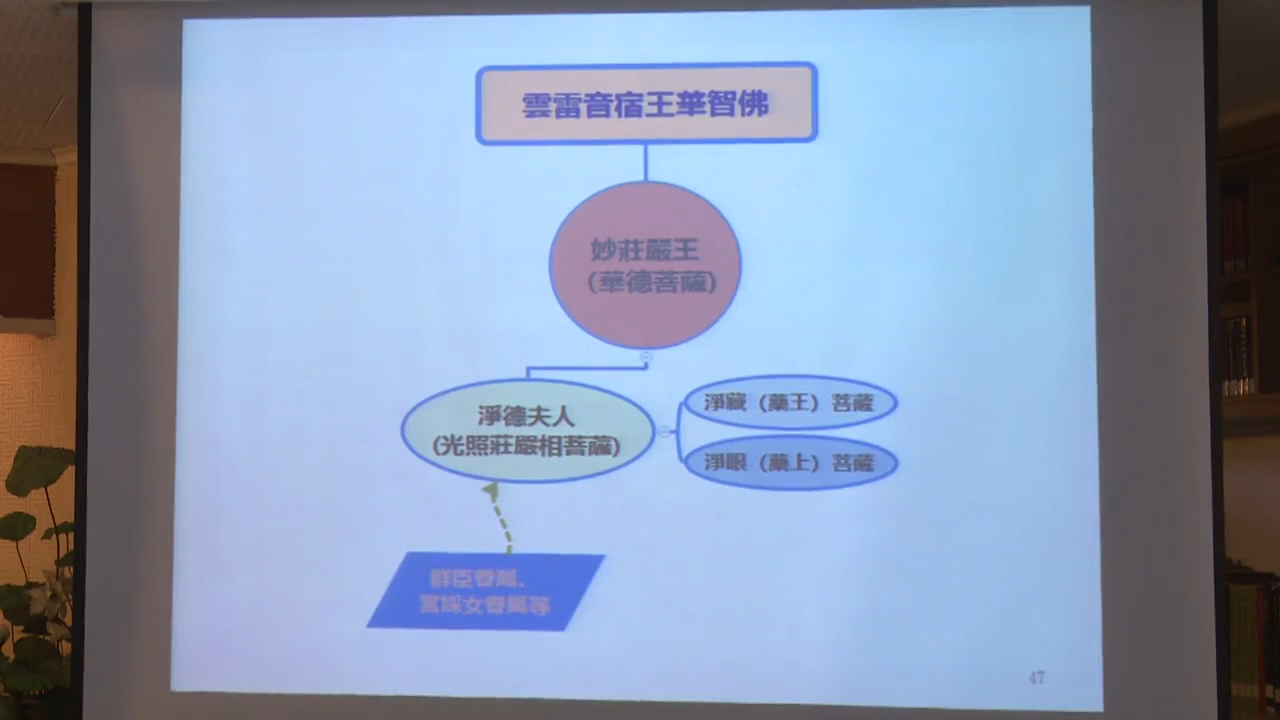 雲雷音宿王華智佛
妙莊嚴王
(華德菩薩)
淨德夫人
(光照莊嚴相菩薩)
淨藏（藥王）菩薩
淨眼（藥上）菩薩
群臣眷屬、
宮婇女眷屬等
47